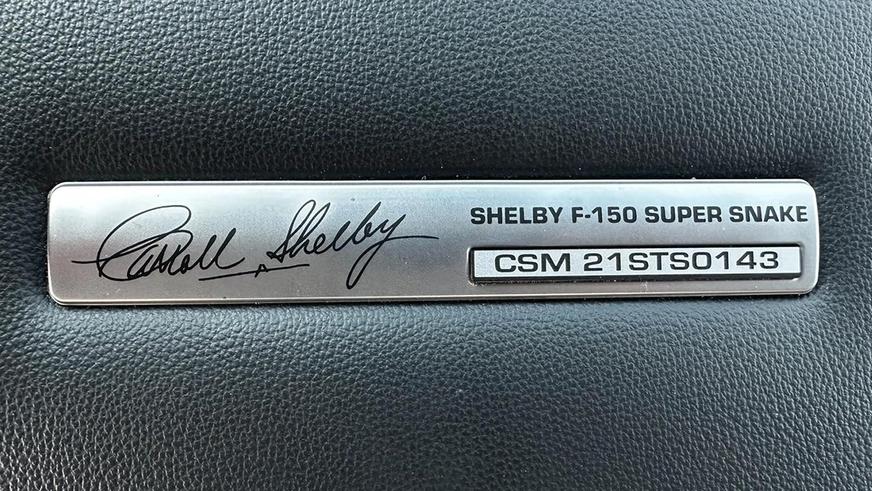 Carroll Shelby
SHELBY F-150 SUPER SNAKE
CSM 21STS0143